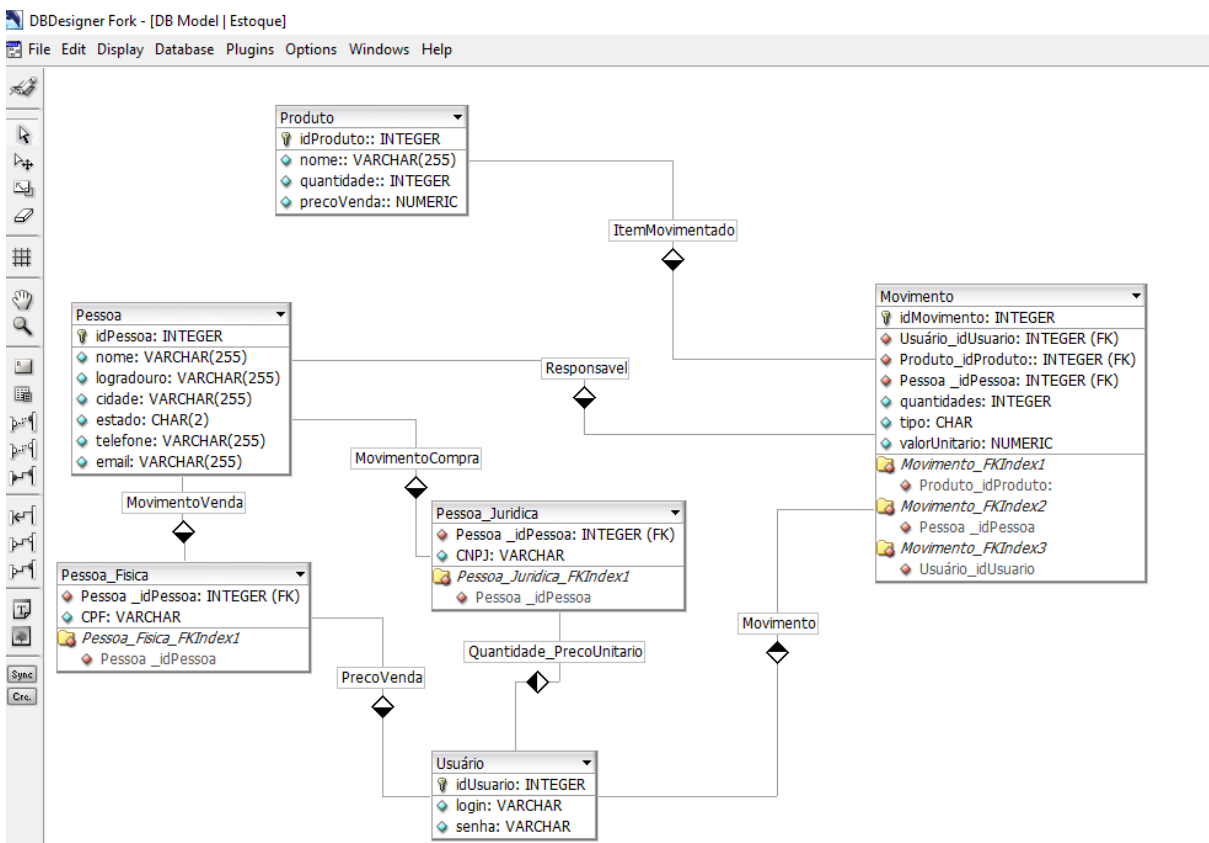 DBDesigner Fork - [DB Model | Estoque]
File Edit Display Database Plugins Options Windows Help
Produto
idProduto:: INTEGER
nome:: VARCHAR(255)
quantidade:: INTEGER
precoVenda:: NUMERIC
ItemMovimentado
Movimento
idMovimento: INTEGER
Usuário_idUsuario: INTEGER (FK)
Produto_idProduto:: INTEGER (FK)
Pessoa _idPessoa: INTEGER (FK)
quantidades: INTEGER
tipo: CHAR
valorUnitario: NUMERIC
Movimento_FKIndex1
Produto_idProduto:
Movimento_FKIndex2
Pessoa _idPessoa
Movimento_FKIndex3
Usuário_idUsuario
Pessoa
idPessoa: INTEGER
nome: VARCHAR(255)
logradouro: VARCHAR(255)
cidade: VARCHAR(255)
estado: CHAR(2)
telefone: VARCHAR(255)
email: VARCHAR(255)
Responsavel
MovimentoCompra
MovimentoVenda
Pessoa_Juridica
Pessoa _idPessoa: INTEGER (FK)
CNPJ: VARCHAR
Pessoa_Juridica_FKIndex1
Pessoa _idPessoa
Pessoa_Fisica
Pessoa _idPessoa: INTEGER (FK)
CPF: VARCHAR
Pessoa_Fisica_FKIndex1
Pessoa _idPessoa
Movimento
Quantidade_PrecoUnitario
PrecoVenda
Sync
Cre.
Usuário
idUsuario: INTEGER
login: VARCHAR
senha: VARCHAR